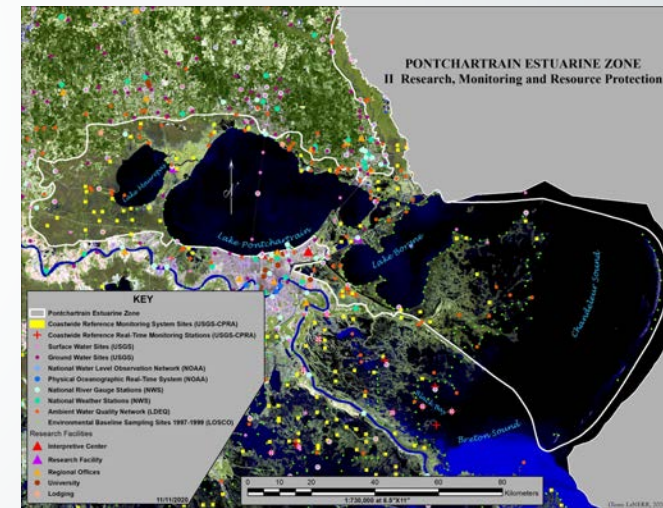 PONTCHARTRAIN ESTUARINE ZONE
II Research, Monitoring and Resource Protection
Lake Maurepas
Lake Pontchartrain
Lake Borgne
Chandeleur Sound
Breton Sound
KEY
Pontchartrain Estuarine Zone
Coastwide Reference Monitoring System Sites (USGS-CPRA)
Coastwide Reference Real-Time Monitoring Stations (USGS-CPRA)
Surface Water Sites (USGS)
Ground Water Sites (USGS)
National Water Level Observation Network (NOAA)
Physical Oceanographic Real-Time System (NOAA)
National River Gauge Stations (NWS)
National Weather Stations (NWS)
Ambient Water Quality Network (LDEQ)
Environmental Baseline Sampling Sites 1997-1999 (LOSCO)
Research Facilities
Interpretive Center
Research Facility
Regional Offices
University
Lodging
11/11/2020
0 10 20 40 60 80
Kilometers
1:730,000 at 8.5"X11"